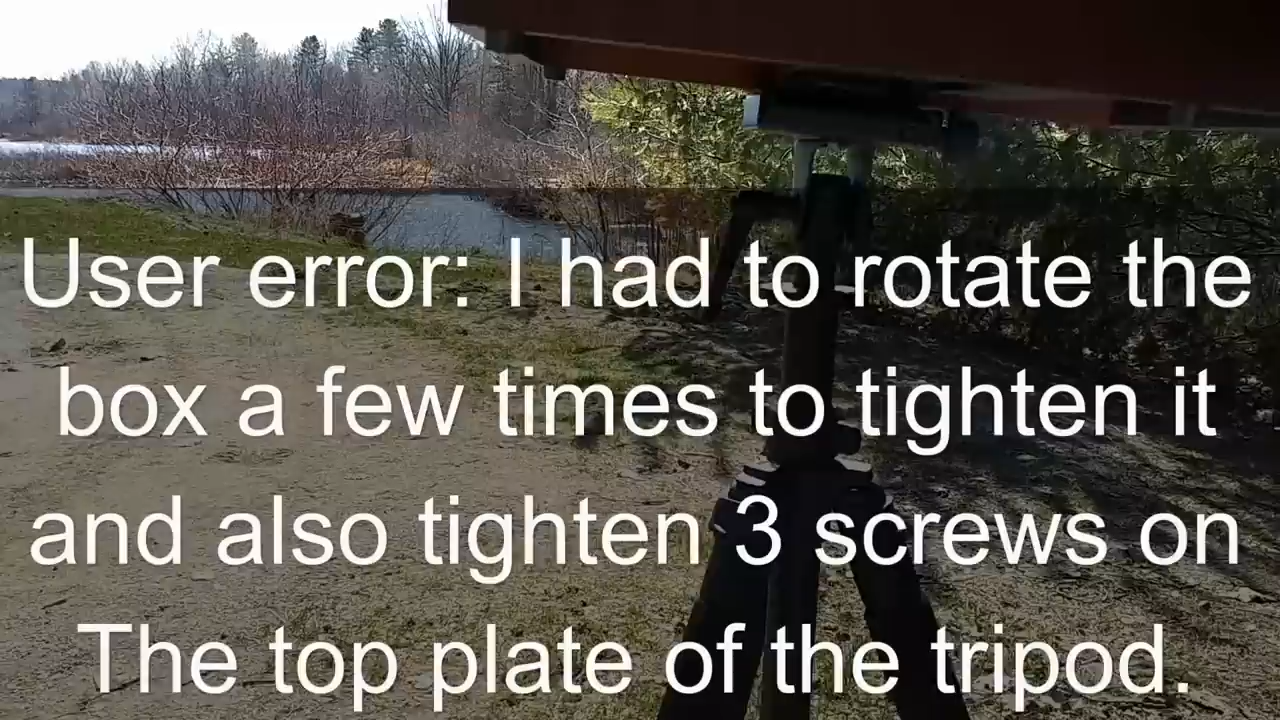 User error: I had to rotate the
box a few times to tighten it
and also tighten 3 screws on
The top plate of the tripod.